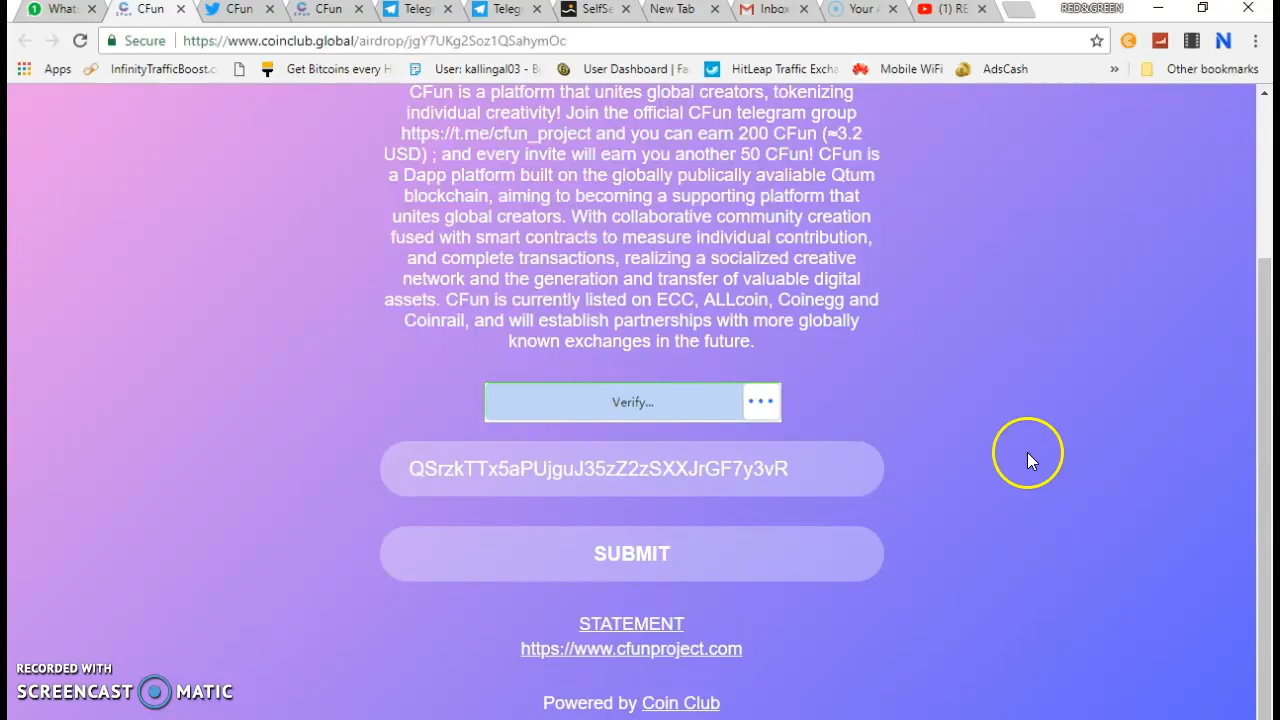 Whats
CFun
CFun
CFun
Telegr
Telegr
SelfSe
New Tab
Inbox
Your A
(1) RE
RED&GREEN
Secure
https://www.coinclub.global/airdrop/jgY7UKg2Soz1QSahymOc
Apps
InfinityTrafficBoost.c
Get Bitcoins every H
User: kallingal03 - Bu
User Dashboard | Fa
HitLeap Traffic Excha
Mobile WiFi
AdsCash
»
Other bookmarks
CFun is a platform that unites global creators, tokenizing
individual creativity! Join the official CFun telegram group
https://t.me/cfun_project and you can earn 200 CFun (≈3.2
USD) ; and every invite will earn you another 50 CFun! CFun is
a Dapp platform built on the globally publically avaliable Qtum
blockchain, aiming to becoming a supporting platform that
unites global creators. With collaborative community creation
fused with smart contracts to measure individual contribution,
and complete transactions, realizing a socialized creative
network and the generation and transfer of valuable digital
assets. CFun is currently listed on ECC, ALLcoin, Coinegg and
Coinrail, and will establish partnerships with more globally
known exchanges in the future.
Verify...
QSrzkTTx5aPUjguJ35zZ2zSXXJrGF7y3vR
SUBMIT
STATEMENT
https://www.cfunproject.com
Powered by Coin Club
RECORDED WITH
SCREENCAST MATIC